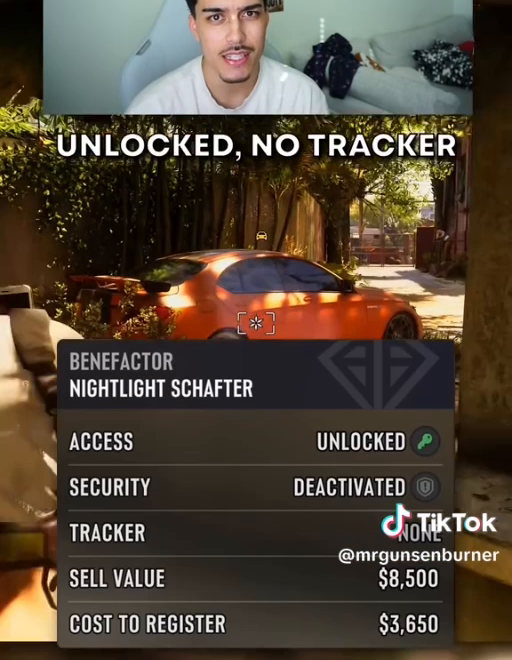 UNLOCKED, NO TRACKER
BENEFACTOR
NIGHTLIGHT SCHAFTER
ACCESS UNLOCKED
SECURITY DEACTIVATED
TRACKER NONE
TikTok
@mrgunsenburner
SELL VALUE $8,500
COST TO REGISTER $3,650